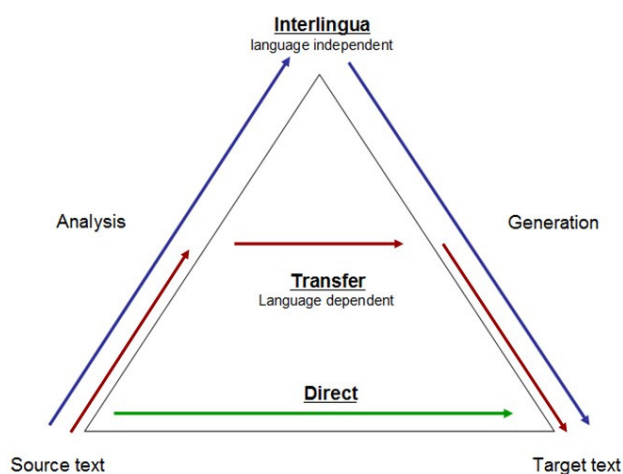 Interlingua
language independent
Analysis
Generation
Transfer
Language dependent
Direct
Source text
Target text